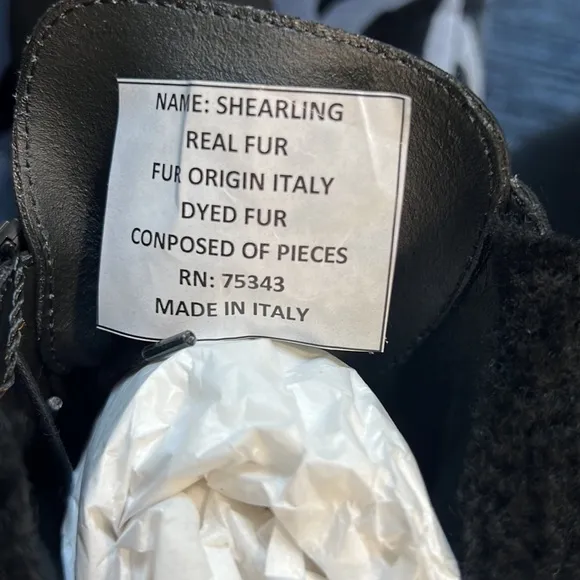 NAME: SHEARLING
REAL FUR
FUR ORIGIN ITALY
DYED FUR
CONPOSED OF PIECES
RN: 75343
MADE IN ITALY